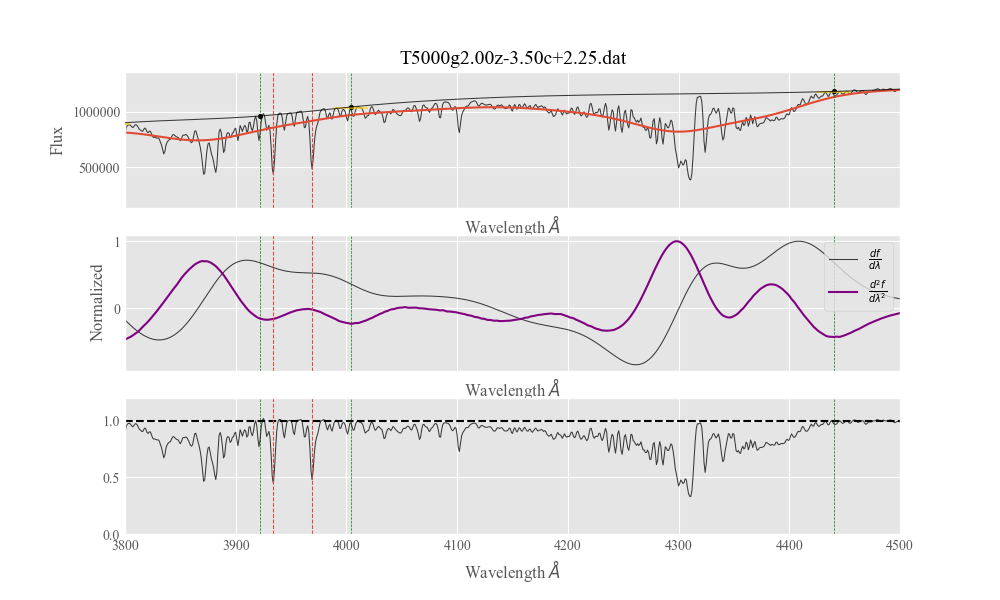 T5000g2.00z-3.50c+2.25.dat
Flux
1000000
500000
Wavelength Å
Normalized
1
0
df/dλ
d²f/dλ²
Wavelength Å
1.0
0.5
0.0
3800 3900 4000 4100 4200 4300 4400 4500
Wavelength Å